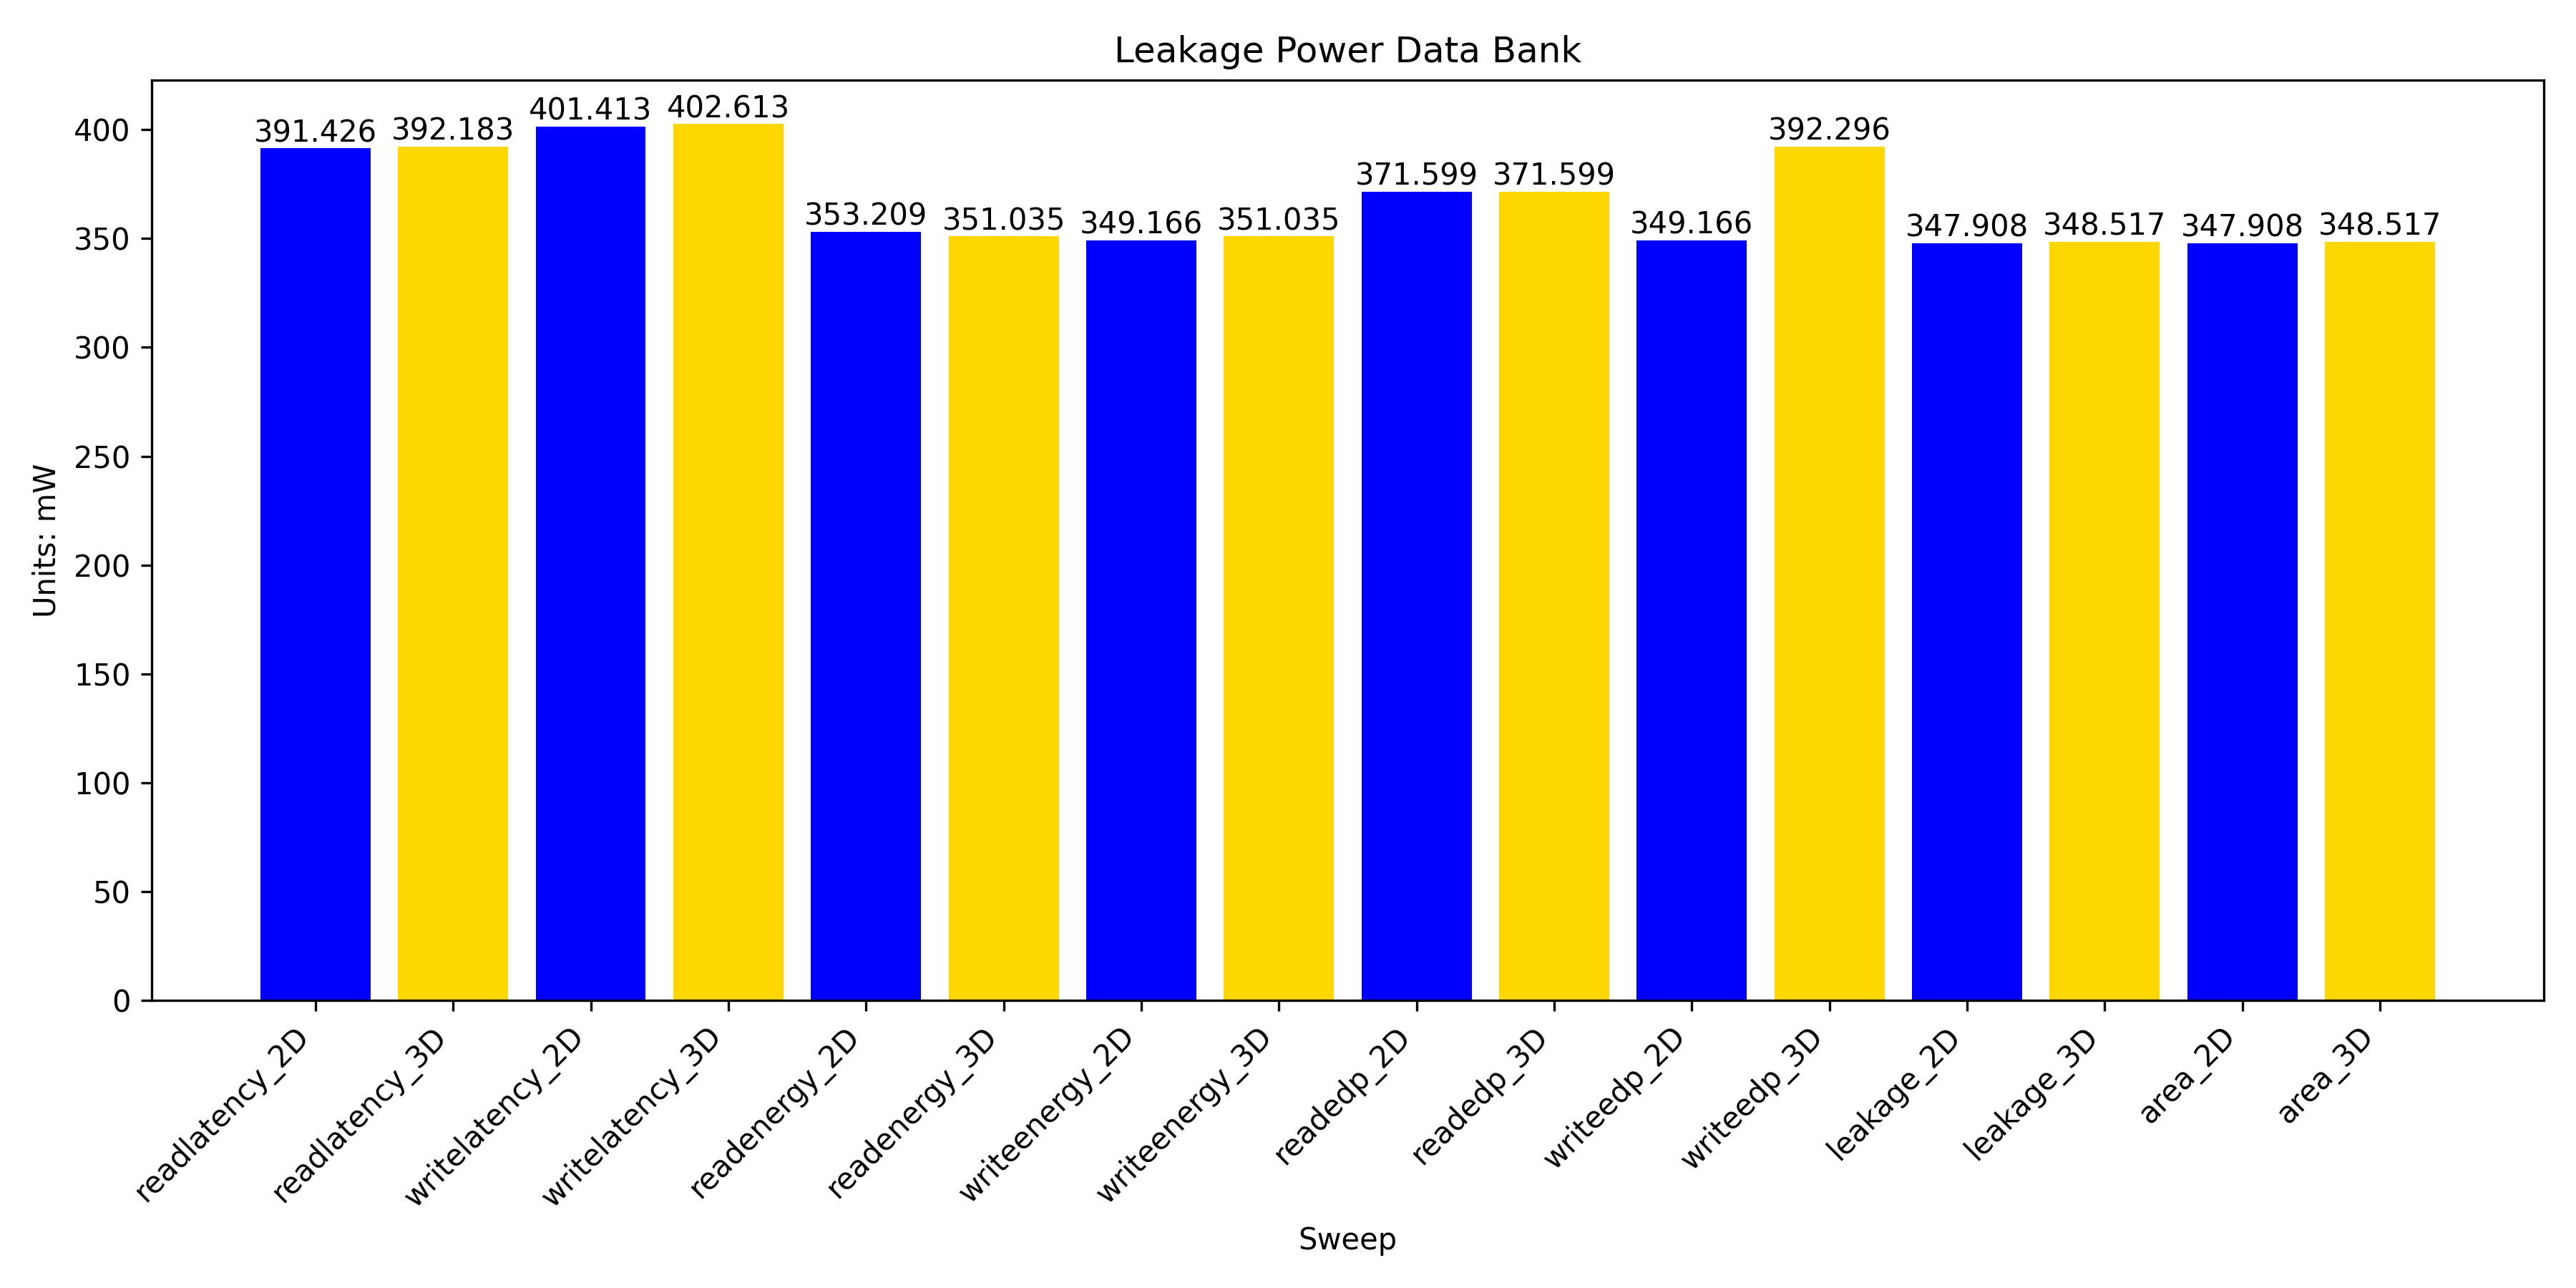 Leakage Power Data Bank
Units: mW
400
350
300
250
200
150
100
50
0
391.426
392.183
401.413
402.613
353.209
351.035
349.166
351.035
371.599
371.599
349.166
392.296
347.908
348.517
347.908
348.517
readlatency_2D
readlatency_3D
writelatency_2D
writelatency_3D
readenergy_2D
readenergy_3D
writeenergy_2D
writeenergy_3D
readedp_2D
readedp_3D
writeedp_2D
writeedp_3D
leakage_2D
leakage_3D
area_2D
area_3D
Sweep